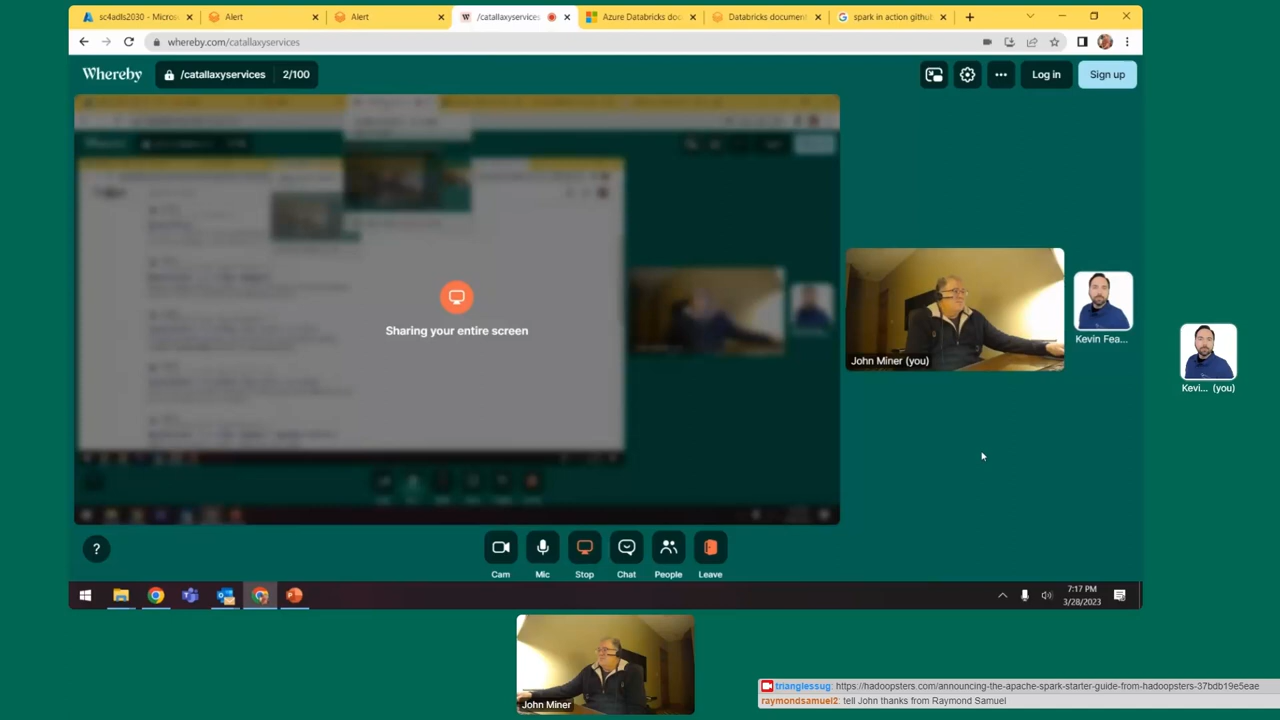 sc4adls2030 - Micros
Alert
Alert
/catallaxyservices
Azure Databricks doc
Databricks document
spark in action github
whereby.com/catallaxyservices
Whereby
/catallaxyservices
2/100
Log in
Sign up
Sharing your entire screen
John Miner (you)
Kevin Fea...
Kevi... (you)
?
Cam
Mic
Stop
Chat
People
Leave
7:17 PM
3/28/2023
John Miner
trianglessug: https://hadoopsters.com/announcing-the-apache-spark-starter-guide-from-hadoopsters-37bdb19e5eae
raymondsamuel2: tell John thanks from Raymond Samuel